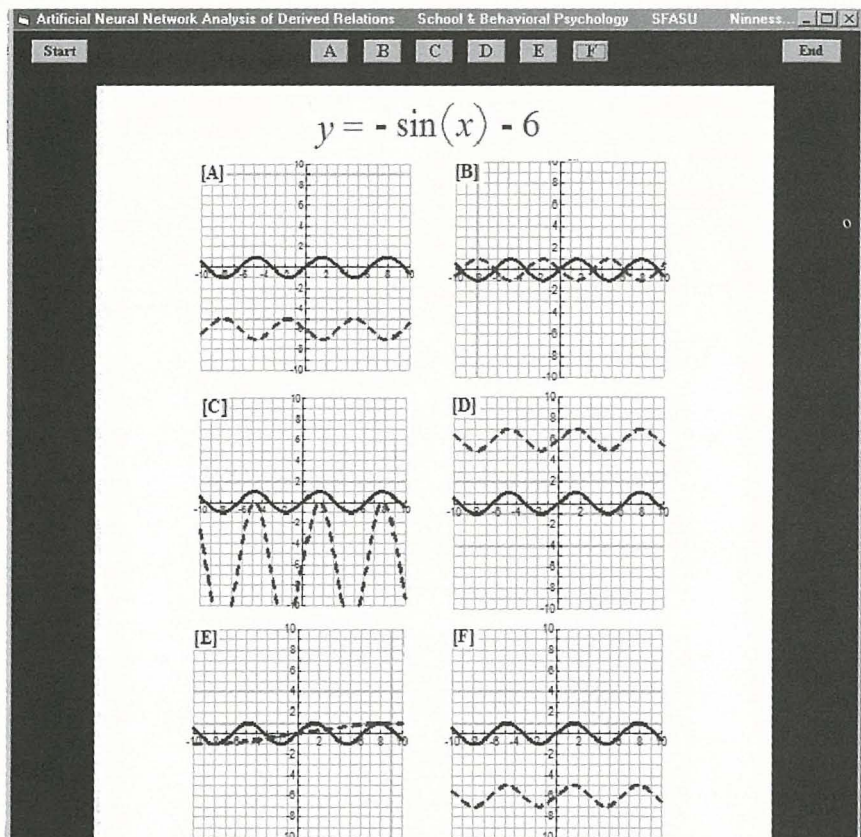 Artificial Neural Network Analysis of Derived Relations School & Behavioral Psychology SFASU Ninness...
Start A B C D E F End
y = - sin(x) - 6
[A]
[B]
[C]
[D]
[E]
[F]